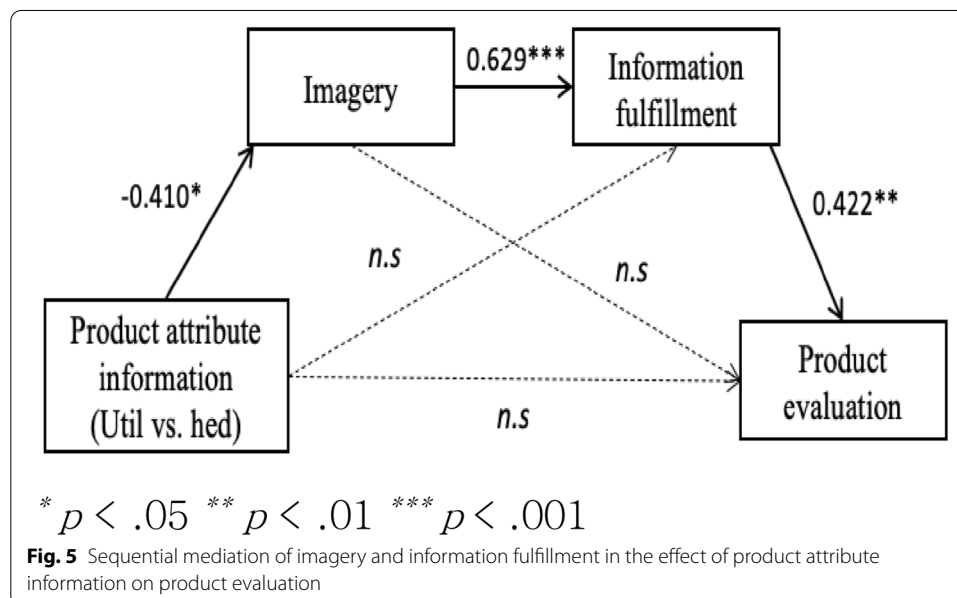 0.629***
Imagery
Information
fulfillment
-0.410*
0.422**
n.s
n.s
Product attribute
information
(Util vs. hed)
Product
evaluation
n.s
* p < .05 ** p < .01 *** p < .001
Fig. 5 Sequential mediation of imagery and information fulfillment in the effect of product attribute
information on product evaluation